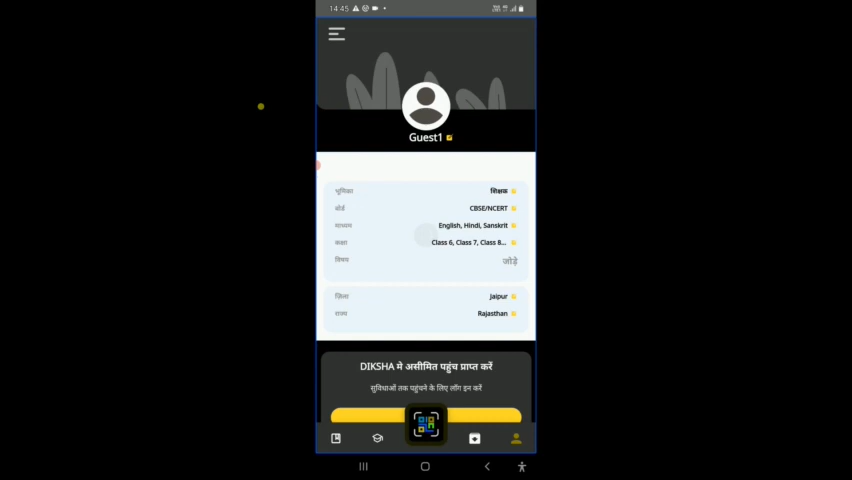 14:45
Guest1
भूमिका शिक्षक
बोर्ड CBSE/NCERT
माध्यम English, Hindi, Sanskrit
कक्षा Class 6, Class 7, Class 8...
विषय जोड़े
ज़िला Jaipur
राज्य Rajasthan
DIKSHA मे असीमित पहुंच प्राप्त करें
सुविधाओं तक पहुंचने के लिए लॉग इन करें